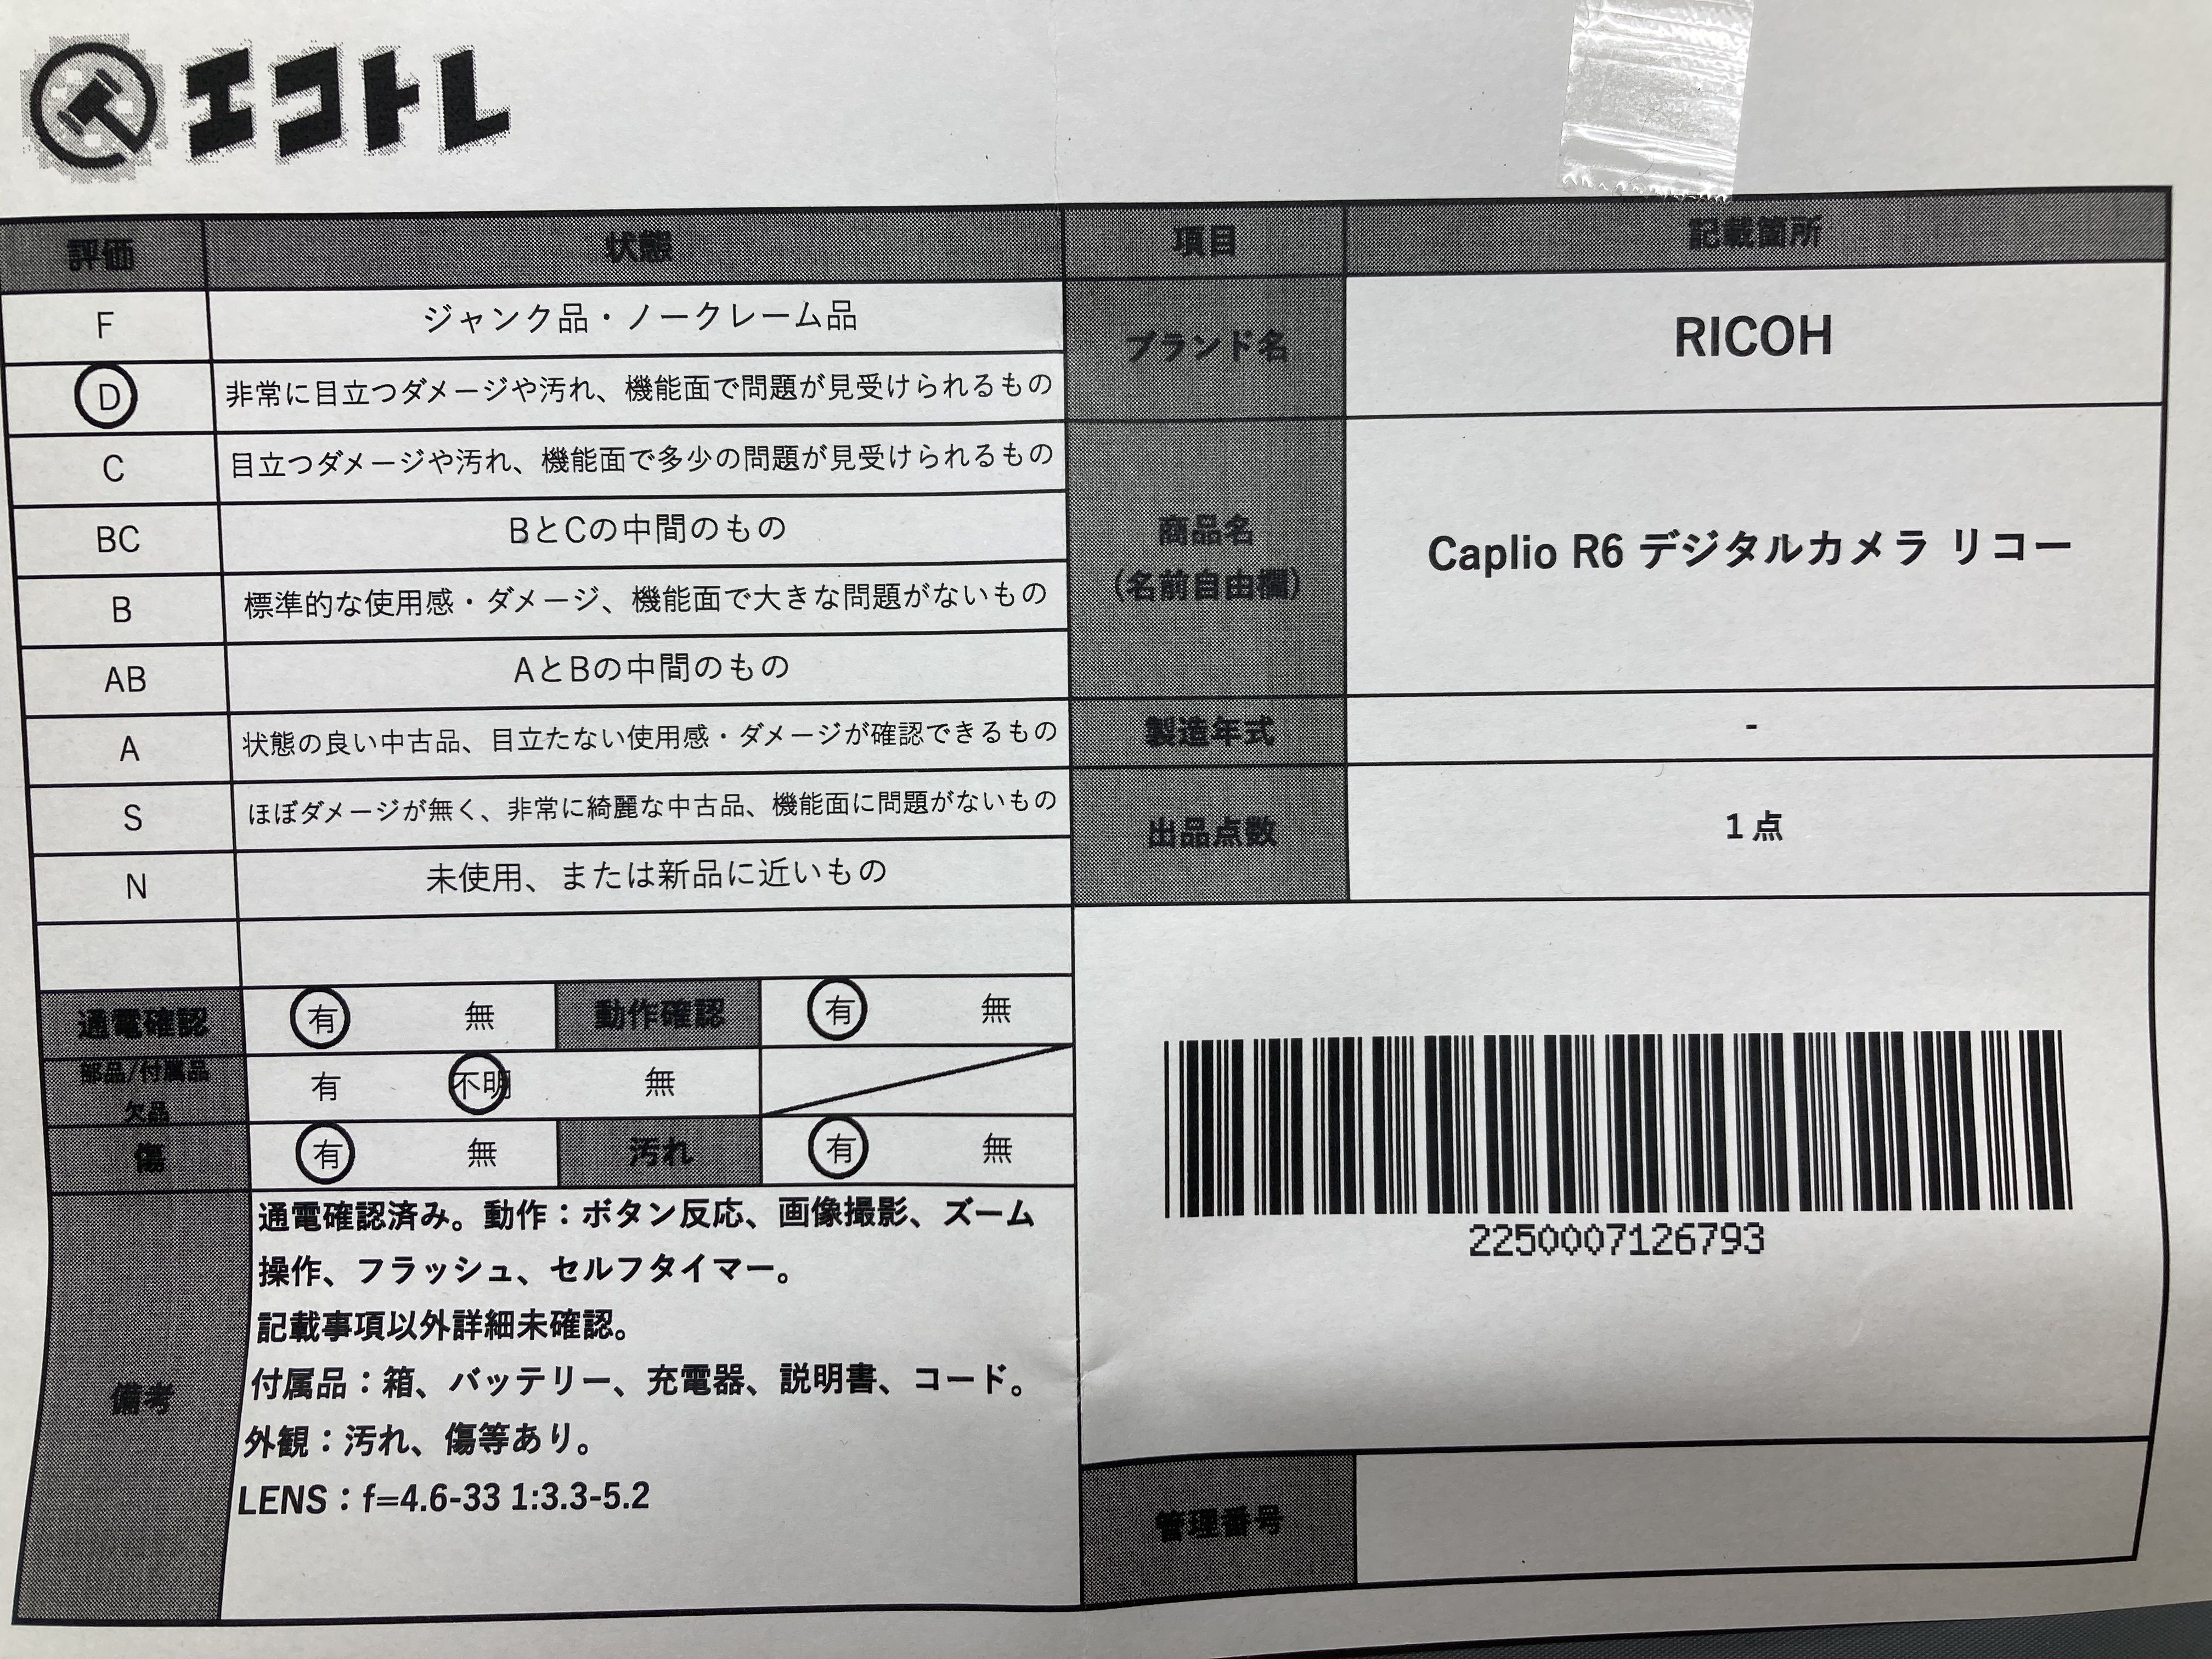 エコトレ
評価 状態 項目 記載箇所
F ジャンク品・ノークレーム品
D 非常に目立つダメージや汚れ、機能面で問題が見受けられるもの
C 目立つダメージや汚れ、機能面で多少の問題が見受けられるもの
BC BとCの中間のもの
B 標準的な使用感・ダメージ、機能面で大きな問題がないもの
AB AとBの中間のもの
A 状態の良い中古品、目立たない使用感・ダメージが確認できるもの
S ほぼダメージが無く、非常に綺麗な中古品、機能面に問題がないもの
N 未使用、または新品に近いもの
ブランド名 RICOH
商品名
(名前自由欄)
Caplio R6 デジタルカメラ リコー
製造年式 -
出品点数 1点
通電確認 有 無 動作確認 有 無
部品/付属品
欠品
有 不明 無
傷 有 無 汚れ 有 無
備考
通電確認済み。動作：ボタン反応、画像撮影、ズーム
操作、フラッシュ、セルフタイマー。
記載事項以外詳細未確認。
付属品：箱、バッテリー、充電器、説明書、コード。
外観：汚れ、傷等あり。
LENS：f=4.6-33 1:3.3-5.2
2250007126793
管理番号